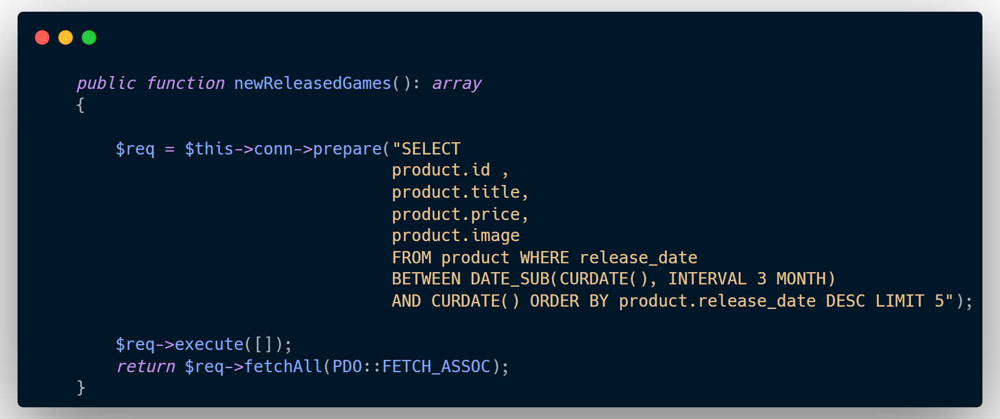 public function newReleasedGames(): array
{
$req = $this->conn->prepare("SELECT
product.id ,
product.title,
product.price,
product.image
FROM product WHERE release_date
BETWEEN DATE_SUB(CURDATE(), INTERVAL 3 MONTH)
AND CURDATE() ORDER BY product.release_date DESC LIMIT 5");
$req->execute([]);
return $req->fetchAll(PDO::FETCH_ASSOC);
}